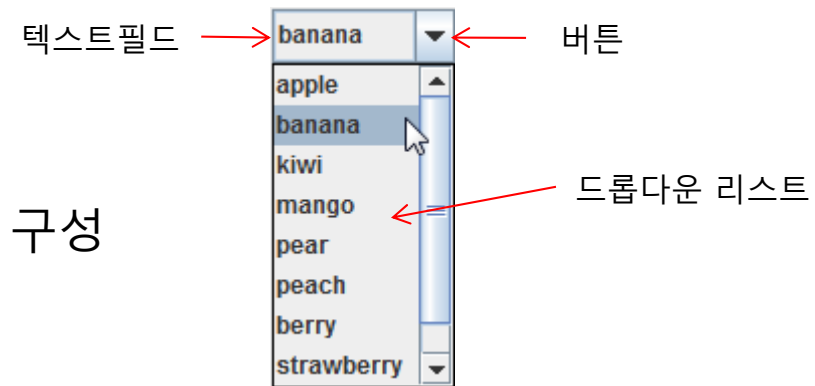 텍스트필드
banana
버튼
apple
banana
kiwi
mango
드롭다운 리스트
구성
pear
peach
berry
strawberry